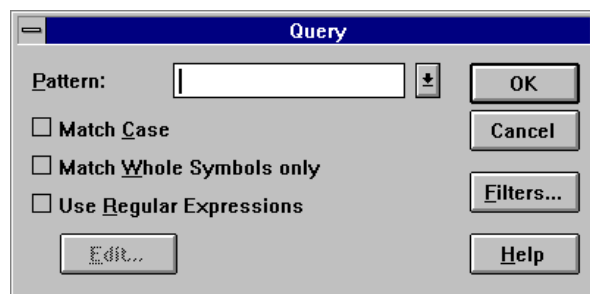 Query
Pattern:
OK
Match Case
Cancel
Match Whole Symbols only
Filters...
Use Regular Expressions
Edit...
Help